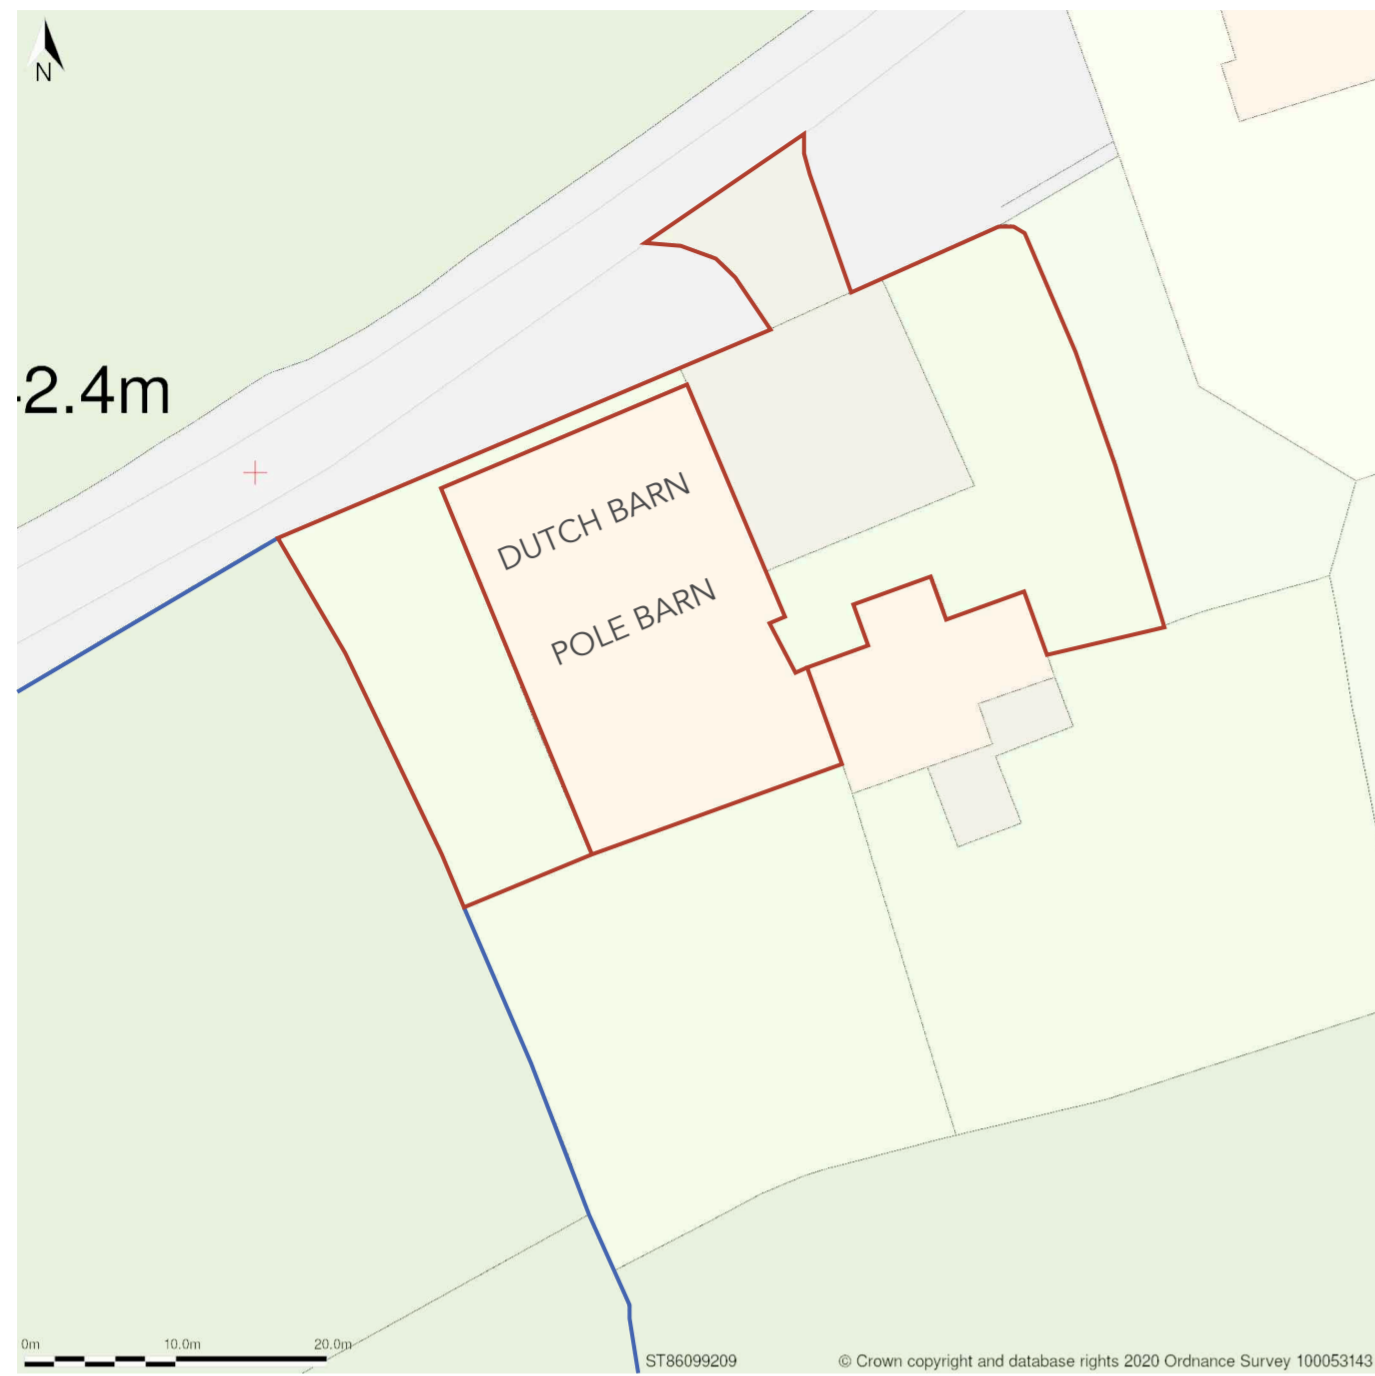 N
2.4m
DUTCH BARN
POLE BARN
0m 10.0m 20.0m
ST86099209
© Crown copyright and database rights 2020 Ordnance Survey 100053143